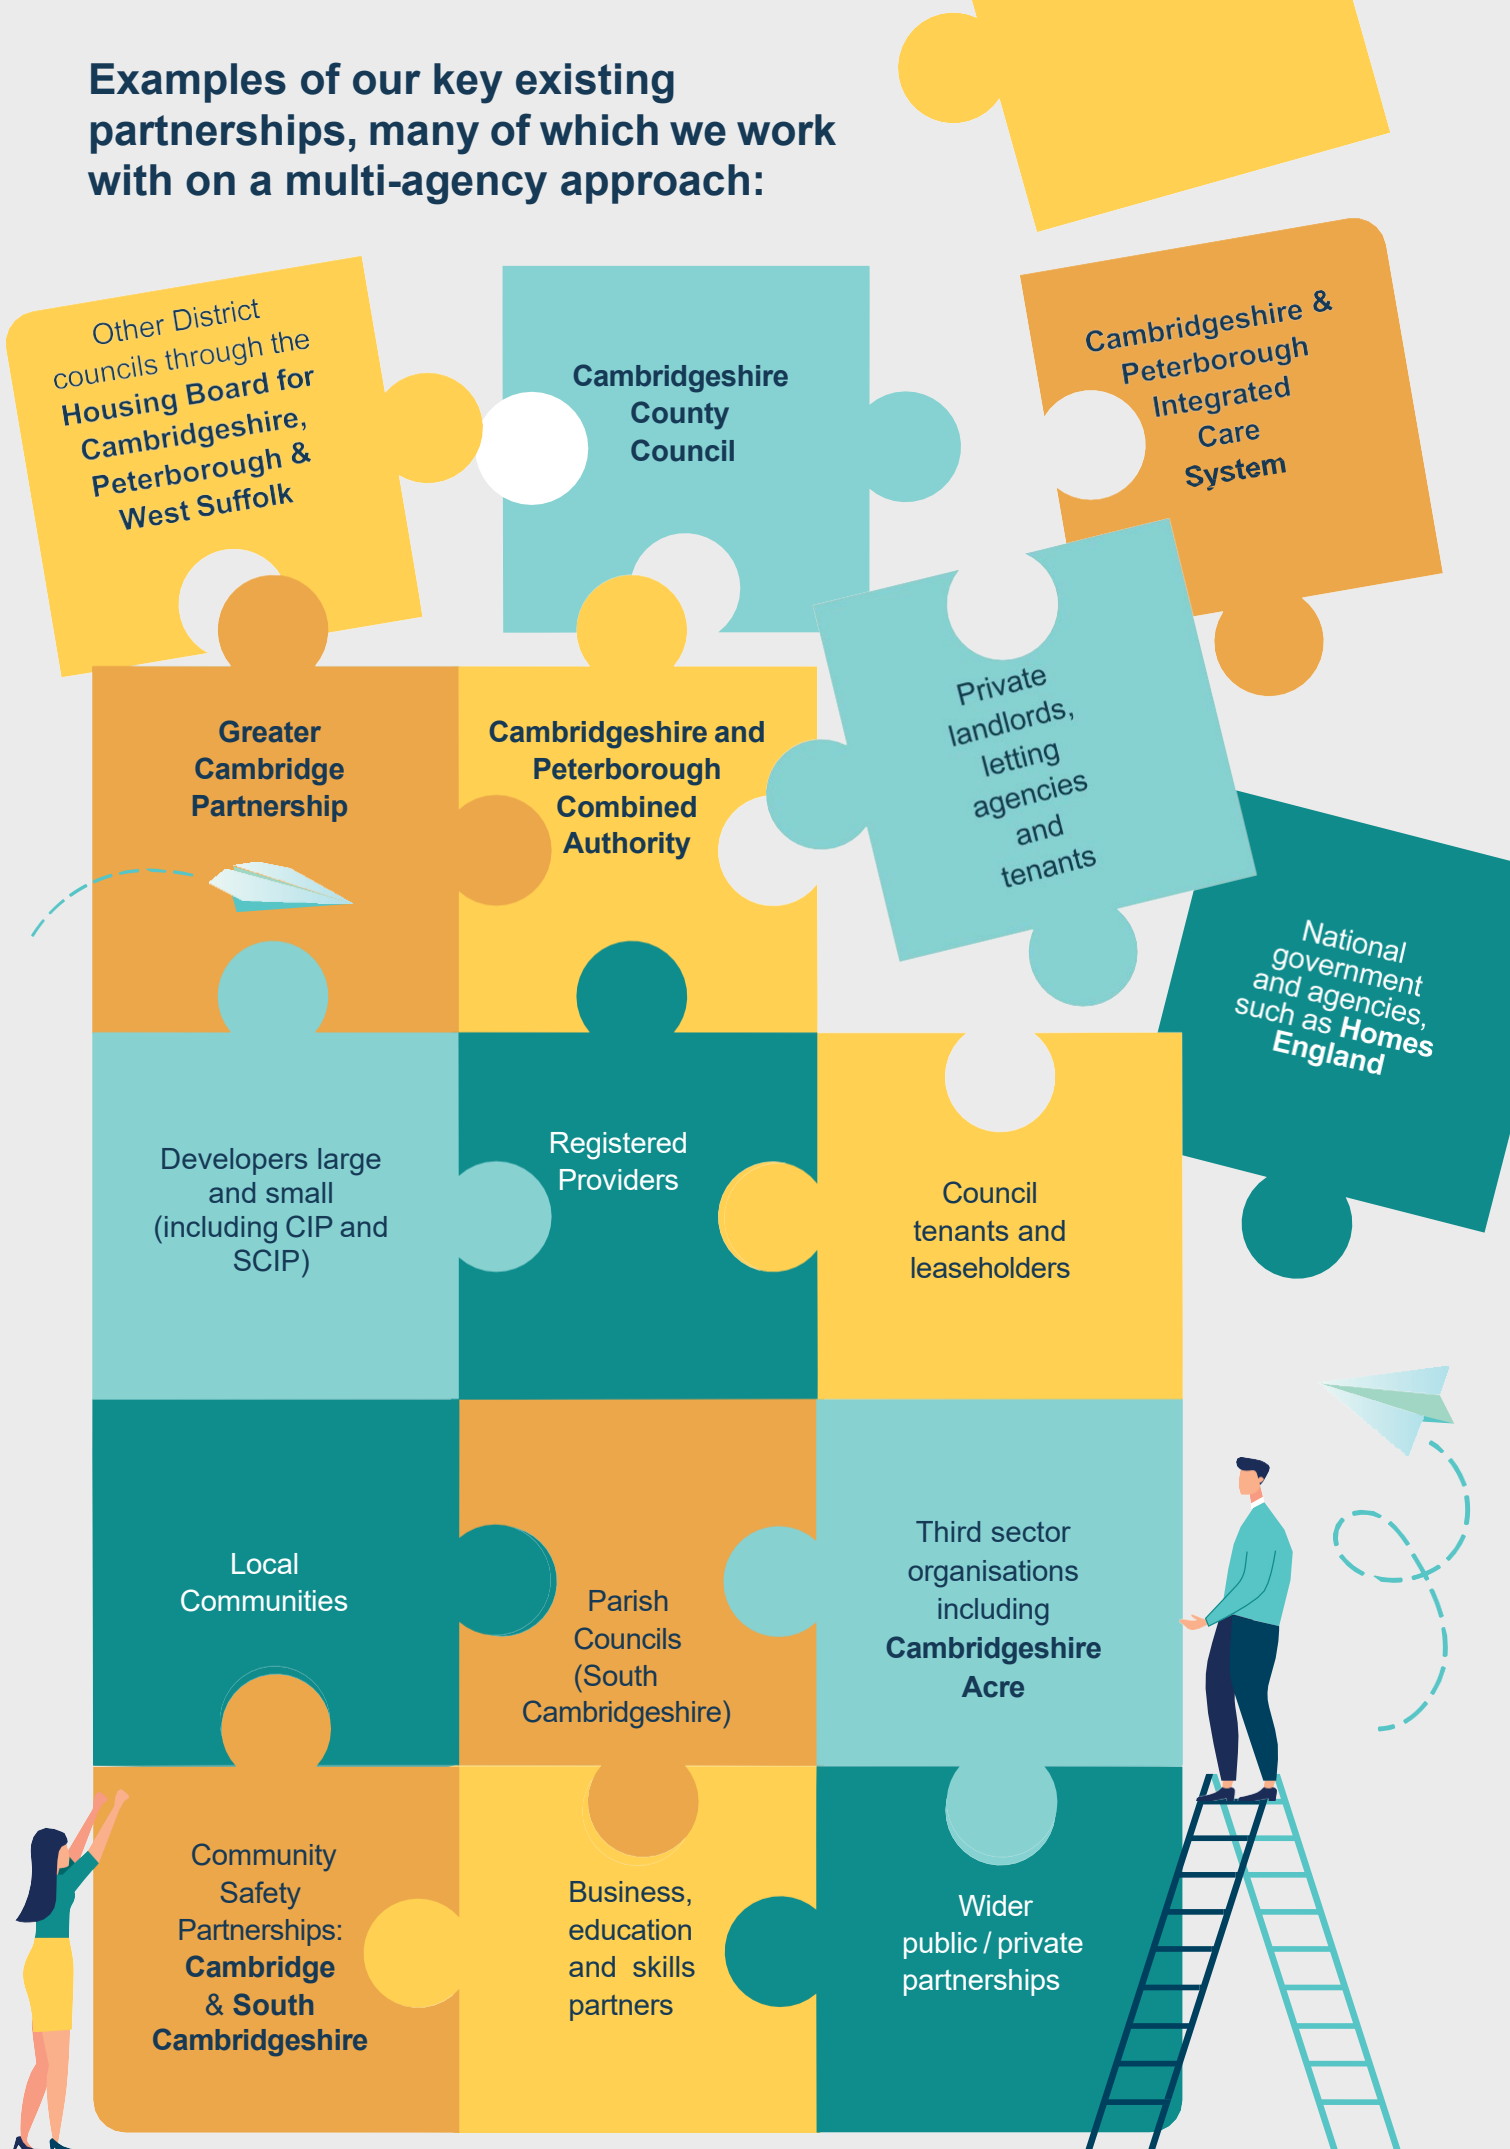 Examples of our key existing
partnerships, many of which we work
with on a multi-agency approach:
Other District
councils through the
Housing Board for
Cambridgeshire,
Peterborough &
West Suffolk
Cambridgeshire
County
Council
Cambridgeshire &
Peterborough
Integrated
Care
System
Greater
Cambridge
Partnership
Cambridgeshire and
Peterborough
Combined
Authority
Private
landlords,
letting
agencies
and
tenants
National
government
and agencies,
such as Homes
England
Developers large
and small
(including CIP and
SCIP)
Registered
Providers
Council
tenants and
leaseholders
Local
Communities
Parish
Councils
(South
Cambridgeshire)
Third sector
organisations
including
Cambridgeshire
Acre
Community
Safety
Partnerships:
Cambridge
& South
Cambridgeshire
Business,
education
and skills
partners
Wider
public / private
partnerships